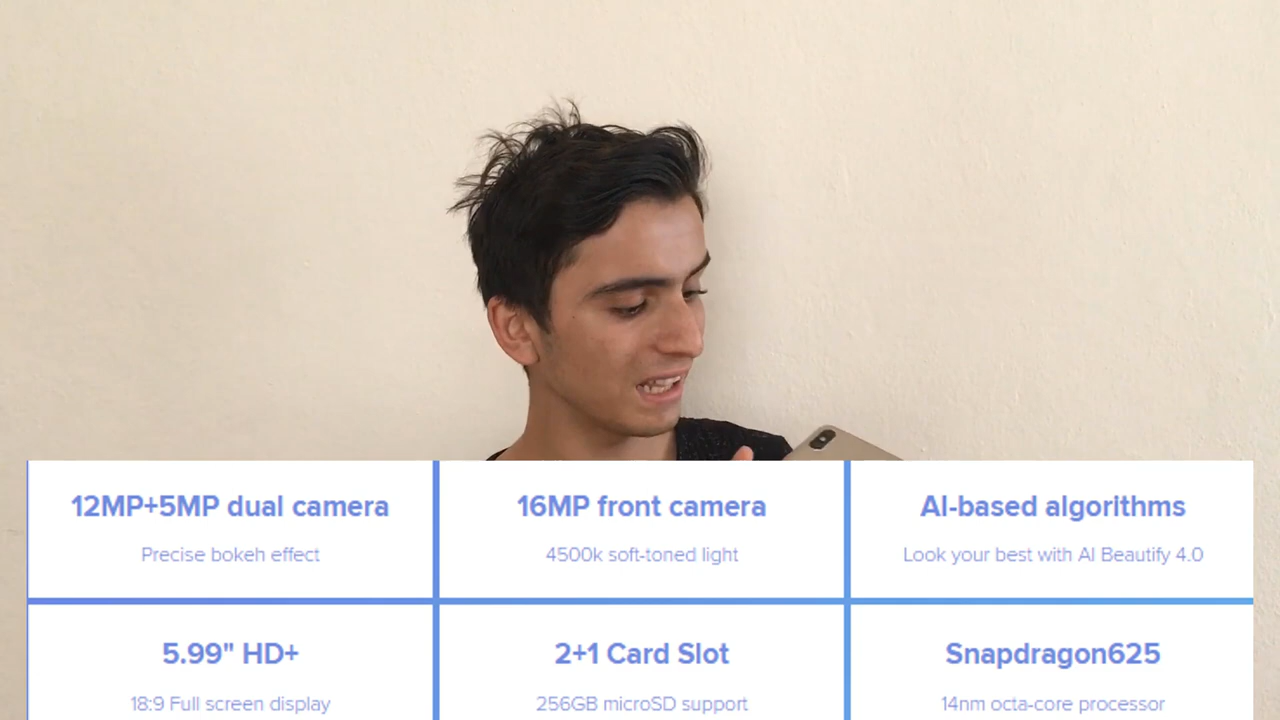 12MP+5MP dual camera
Precise bokeh effect
16MP front camera
4500k soft-toned light
AI-based algorithms
Look your best with AI Beautify 4.0
5.99" HD+
18:9 Full screen display
2+1 Card Slot
256GB microSD support
Snapdragon625
14nm octa-core processor